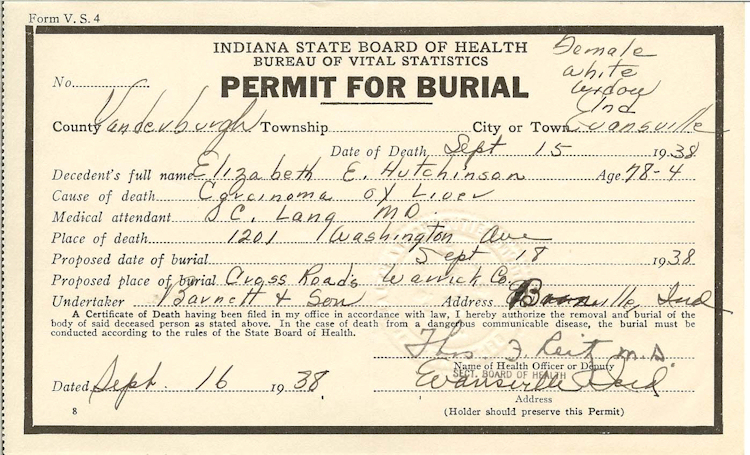 Form V. S. 4
INDIANA STATE BOARD OF HEALTH
BUREAU OF VITAL STATISTICS
PERMIT FOR BURIAL
Female
White
Widow
Ind
No.
County Vanderburgh Township City or Town Evansville
Date of Death Sept 15 1938
Decedent's full name Elizabeth E. Hutchinson Age 78-4
Cause of death Carcinoma of Liver
Medical attendant J C. Lang MD
Place of death 1201 Washington Ave
Proposed date of burial Sept 18 1938
Proposed place of burial Cross Roads Warrick Co.
Undertaker Barnett & Son Address Boonville, Ind
A Certificate of Death having been filed in my office in accordance with law, I hereby authorize the removal and burial of the
body of said deceased person as stated above. In the case of death from a dangerous communicable disease, the burial must be
conducted according to the rules of the State Board of Health.
Thos. J. Reitz M.D.
Name of Health Officer or Deputy
SECT. BOARD OF HEALTH
Dated Sept. 16 1938 Evansville Ind
Address
8 (Holder should preserve this Permit)